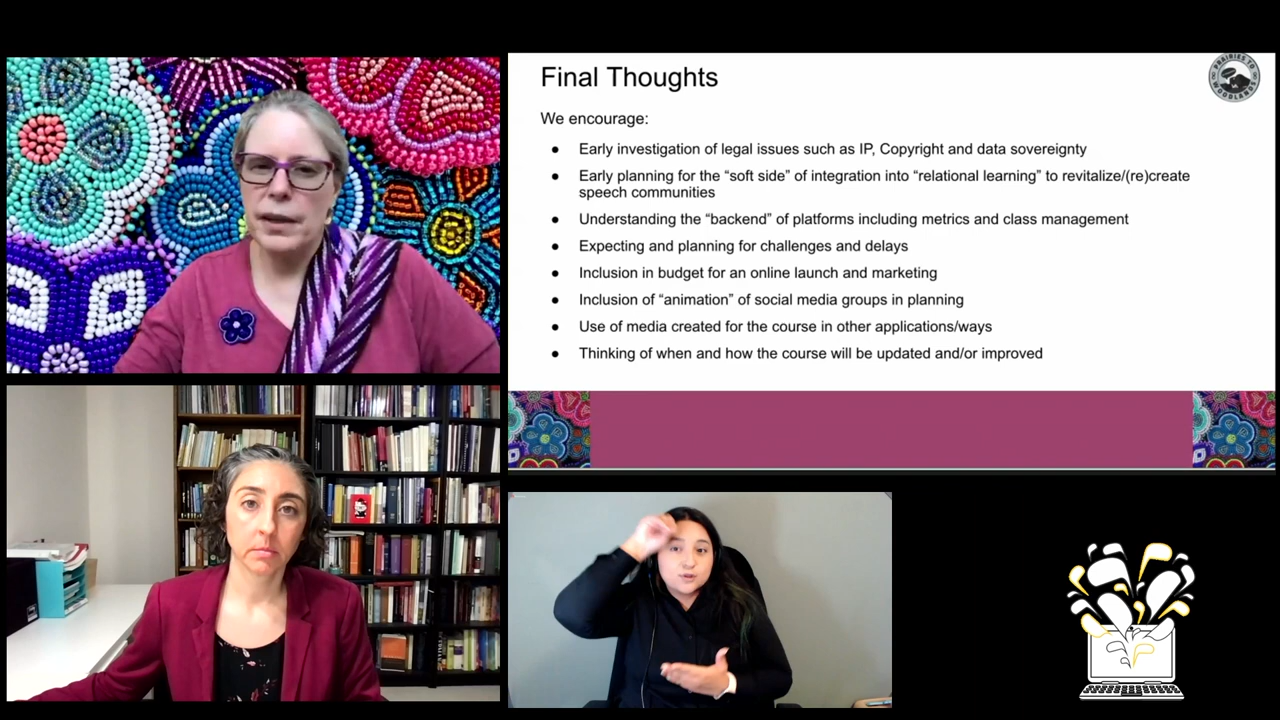 Final Thoughts
PRAIRIES TO
WOODLANDS
We encourage:
● Early investigation of legal issues such as IP, Copyright and data sovereignty
● Early planning for the “soft side” of integration into “relational learning” to revitalize/(re)create
speech communities
● Understanding the “backend” of platforms including metrics and class management
● Expecting and planning for challenges and delays
● Inclusion in budget for an online launch and marketing
● Inclusion of “animation” of social media groups in planning
● Use of media created for the course in other applications/ways
● Thinking of when and how the course will be updated and/or improved